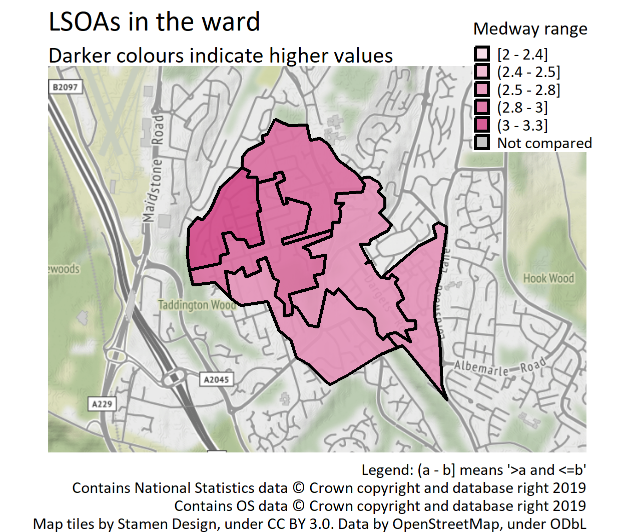 LSOAs in the ward
Darker colours indicate higher values
Medway range
[2 - 2.4]
(2.4 - 2.5]
(2.5 - 2.8]
(2.8 - 3]
(3 - 3.3]
Not compared
B2097
Maidstone Road
ewoods
Taddington Wood
Lane
Hook Wood
Albemarle Road
A2045
A229
Legend: (a - b] means '>a and <=b'
Contains National Statistics data © Crown copyright and database right 2019
Contains OS data © Crown copyright and database right 2019
Map tiles by Stamen Design, under CC BY 3.0. Data by OpenStreetMap, under ODbL